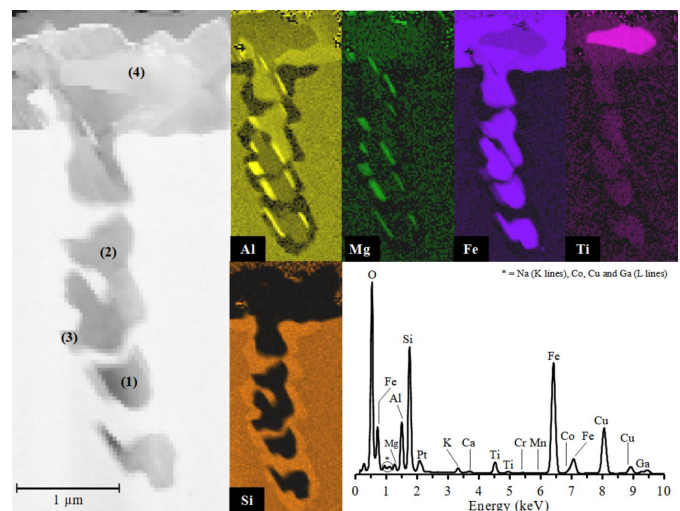 (4)
(2)
(3)
(1)
1 µm
Al
Mg
Fe
Ti
Si
* = Na (K lines), Co, Cu and Ga (L lines)
O
Fe
Al
Mg
*
Si
Pt
K
Ca
Ti
Ti
Cr
Mn
Fe
Co
Fe
Cu
Cu
Ga
0 1 2 3 4 5 6 7 8 9 10
Energy (keV)